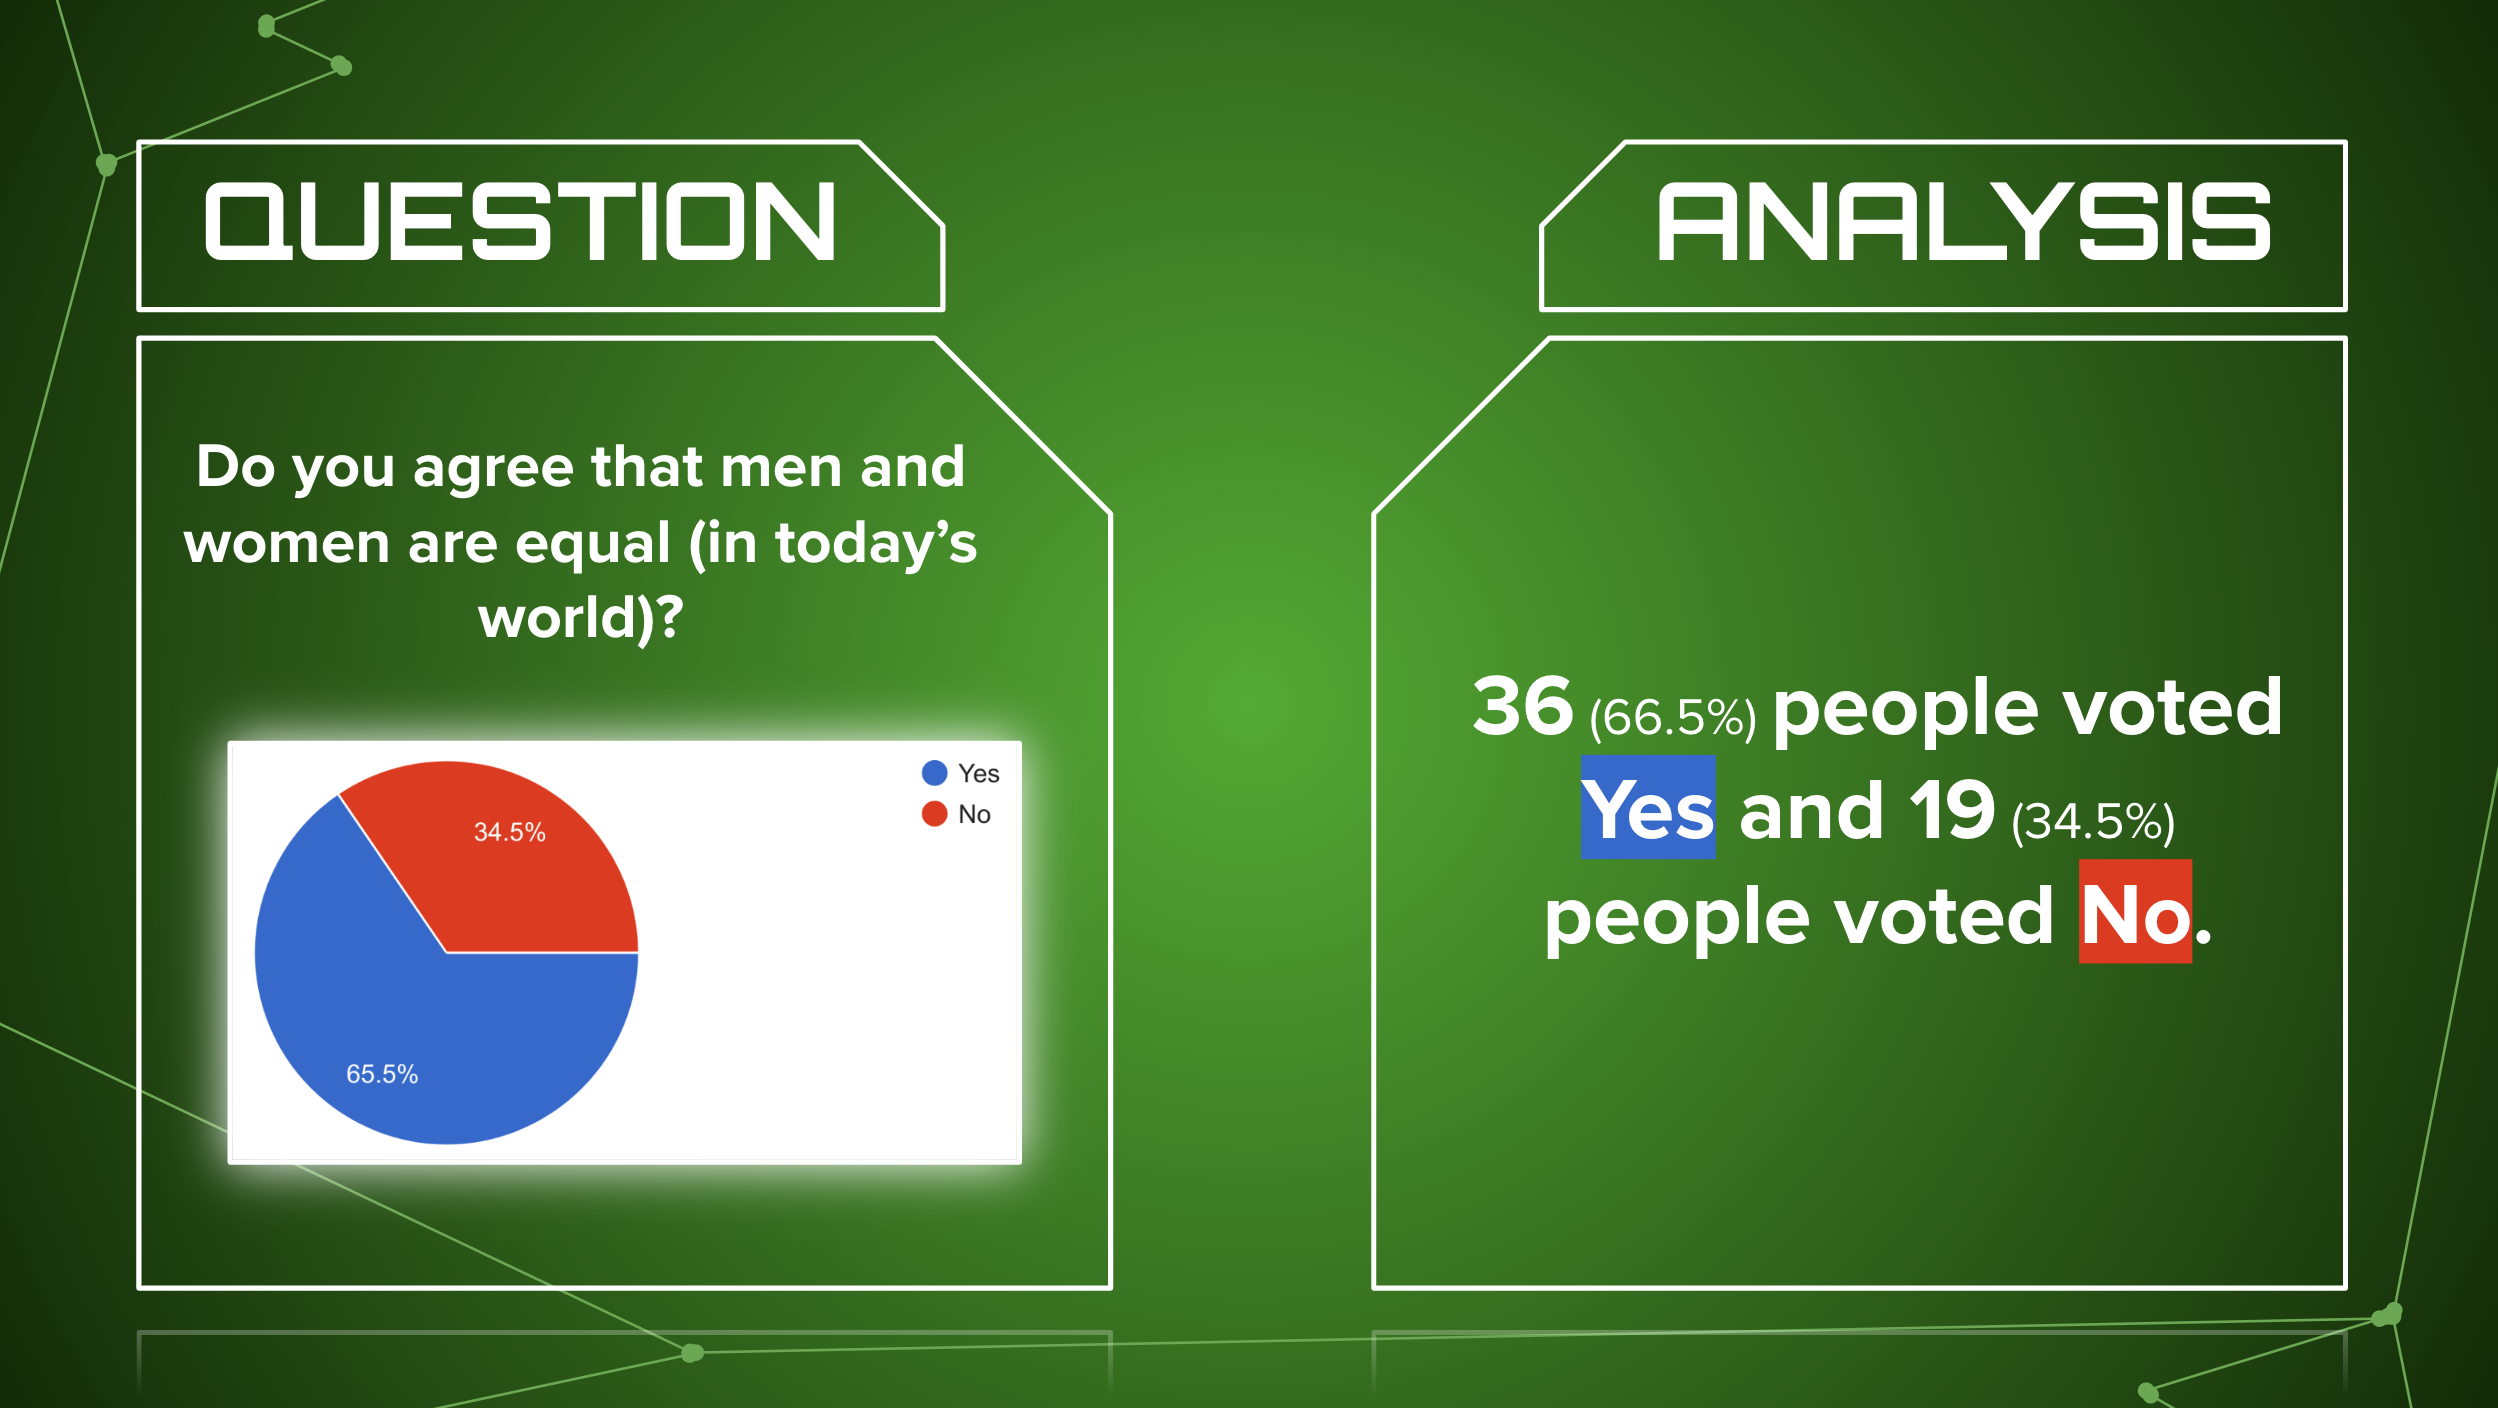 QUESTION
Do you agree that men and
women are equal (in today’s
world)?
Yes
No
34.5%
65.5%
ANALYSIS
36 (66.5%) people voted
Yes and 19 (34.5%)
people voted No.